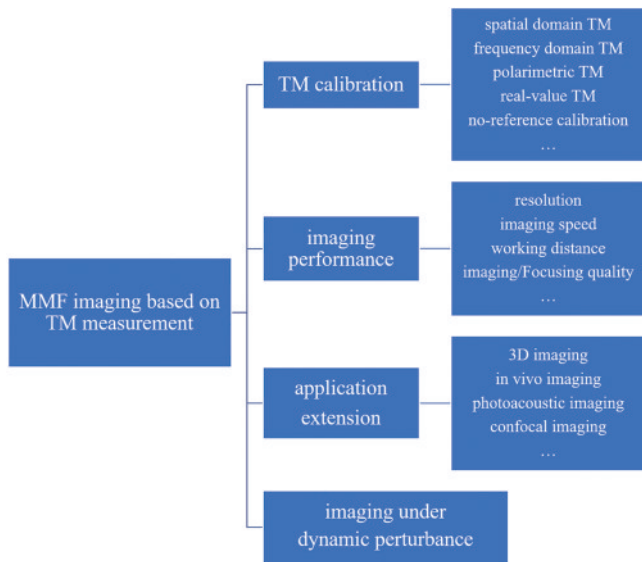 MMF imaging based on
TM measurement
TM calibration
spatial domain TM
frequency domain TM
polarimetric TM
real-value TM
no-reference calibration
…
imaging
performance
resolution
imaging speed
working distance
imaging/Focusing quality
…
application
extension
3D imaging
in vivo imaging
photoacoustic imaging
confocal imaging
…
imaging under
dynamic perturbance